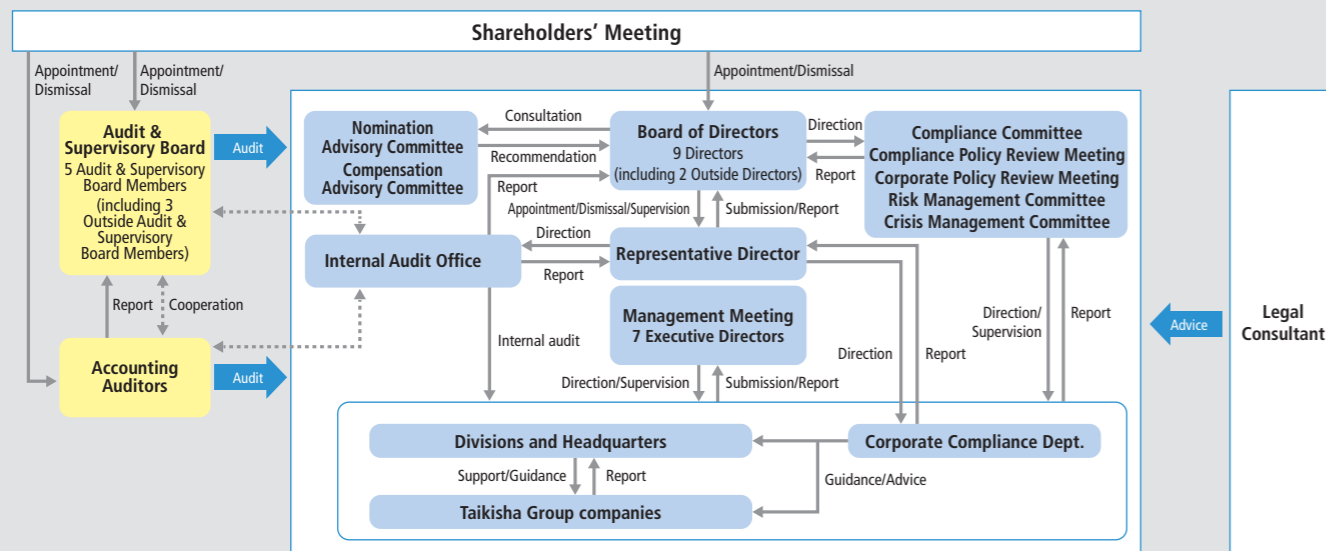 Shareholders' Meeting
Appointment/
Dismissal
Appointment/
Dismissal
Appointment/Dismissal
Audit &
Supervisory Board
5 Audit & Supervisory
Board Members
(including 3
Outside Audit &
Supervisory
Board Members)
Audit
Nomination
Advisory Committee
Compensation
Advisory Committee
Consultation
Recommendation
Report
Board of Directors
9 Directors
(including 2 Outside Directors)
Direction
Report
Compliance Committee
Compliance Policy Review Meeting
Corporate Policy Review Meeting
Risk Management Committee
Crisis Management Committee
Appointment/Dismissal/Supervision
Submission/Report
Internal Audit Office
Direction
Report
Representative Director
Report
Cooperation
Management Meeting
7 Executive Directors
Internal audit
Direction/
Supervision
Report
Advice
Legal
Consultant
Accounting
Auditors
Audit
Direction
Report
Direction/Supervision
Submission/Report
Divisions and Headquarters
Corporate Compliance Dept.
Support/Guidance
Report
Guidance/Advice
Taikisha Group companies